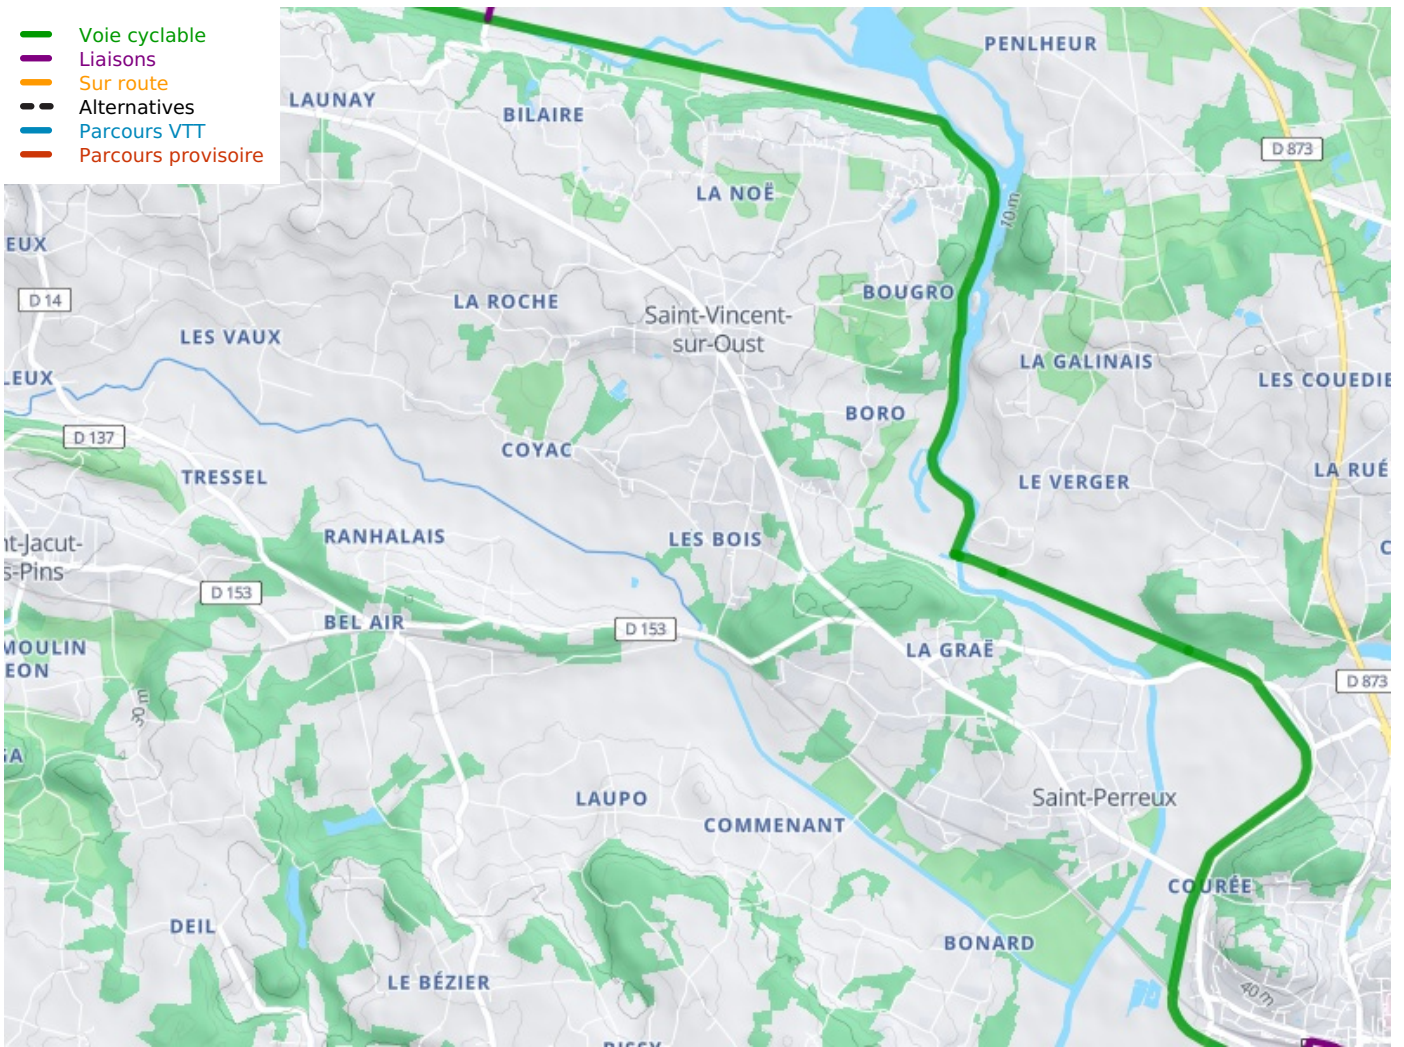 Voie cyclable
Liaisons
Sur route
Alternatives
Parcours VTT
Parcours provisoire
PENLHEUR
LAUNAY
BILAIRE
D 873
LA NOË
10 m
EUX
BOUGRO
D 14
LA ROCHE
Saint-Vincent-
sur-Oust
LES VAUX
LA GALINAIS
LEUX
LES COUEDIE
BORO
D 137
COYAC
LA RUÉ
TRESSEL
LE VERGER
RANHALAIS
LES BOIS
nt-Jacut-
s-Pins
C
D 153
BEL AIR
D 153
MOULIN
EON
LA GRAË
D 873
30 m
GA
LAUPO
Saint-Perreux
COMMENANT
COURÉE
DEIL
BONARD
LE BÉZIER
40 m